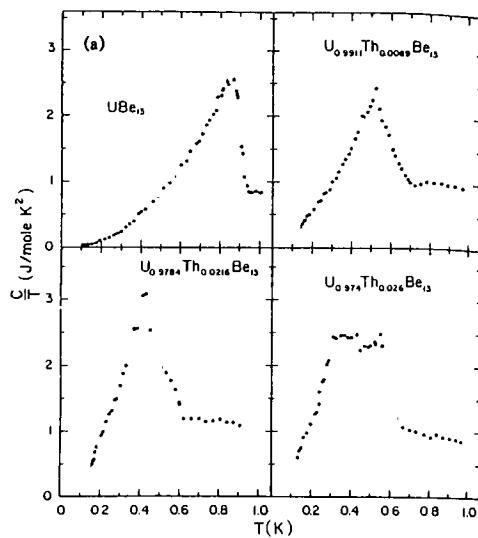 (a)
UBe₁₃
U₀.₉₉₁₁Th₀.₀₀₈₉Be₁₃
3
2
1
0
U₀.₉₇₈₄Th₀.₀₂₁₆Be₁₃
U₀.₉₇₄Th₀.₀₂₆Be₁₃
3
2
1
0
C/T (J/mole K²)
0 0.2 0.4 0.6 0.8 1.0
0.2 0.4 0.6 0.8 1.0
T(K)